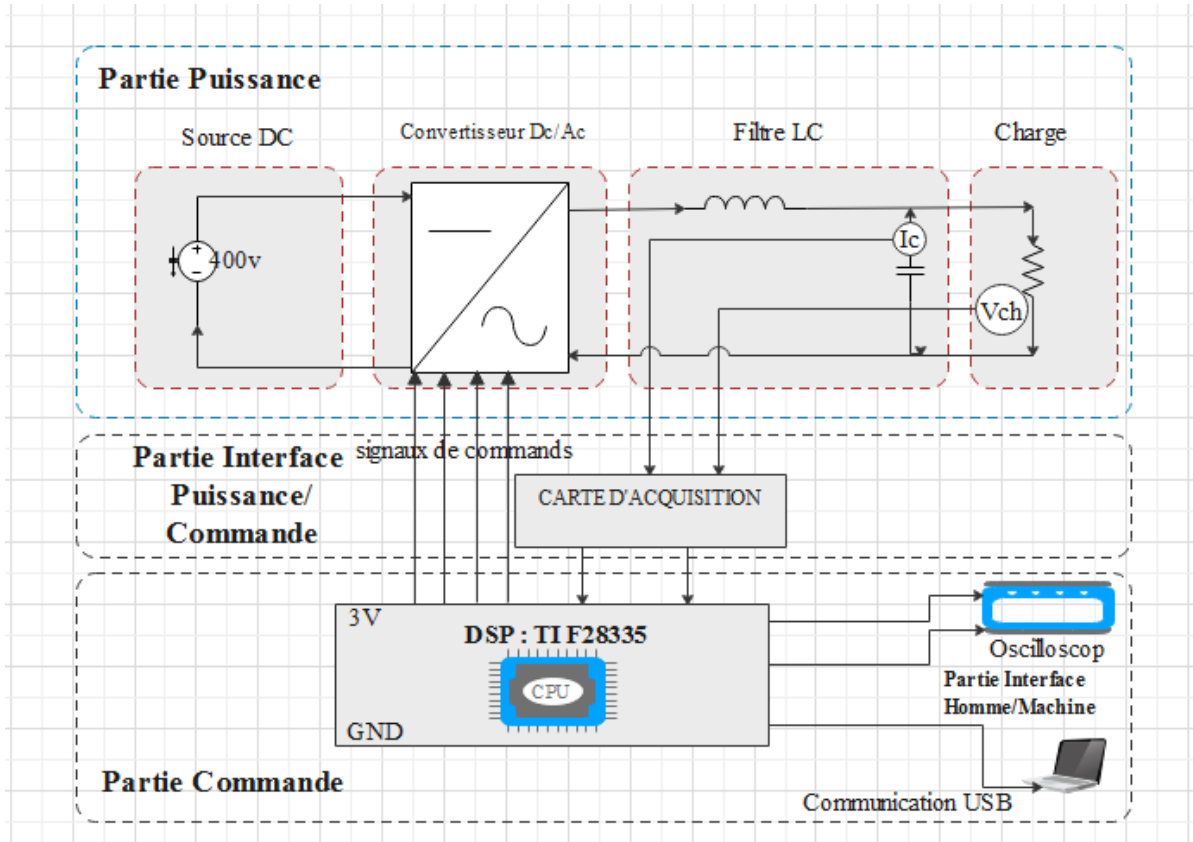 Partie Puissance
Source DC
Convertisseur Dc/Ac
Filtre LC
Charge
+
400v
−
Ic
Vch
signaux de commands
Partie Interface
Puissance/
Commande
CARTE D'ACQUISITION
3V
DSP : TI F28335
CPU
GND
Oscilloscop
Partie Interface
Homme/Machine
Partie Commande
Communication USB